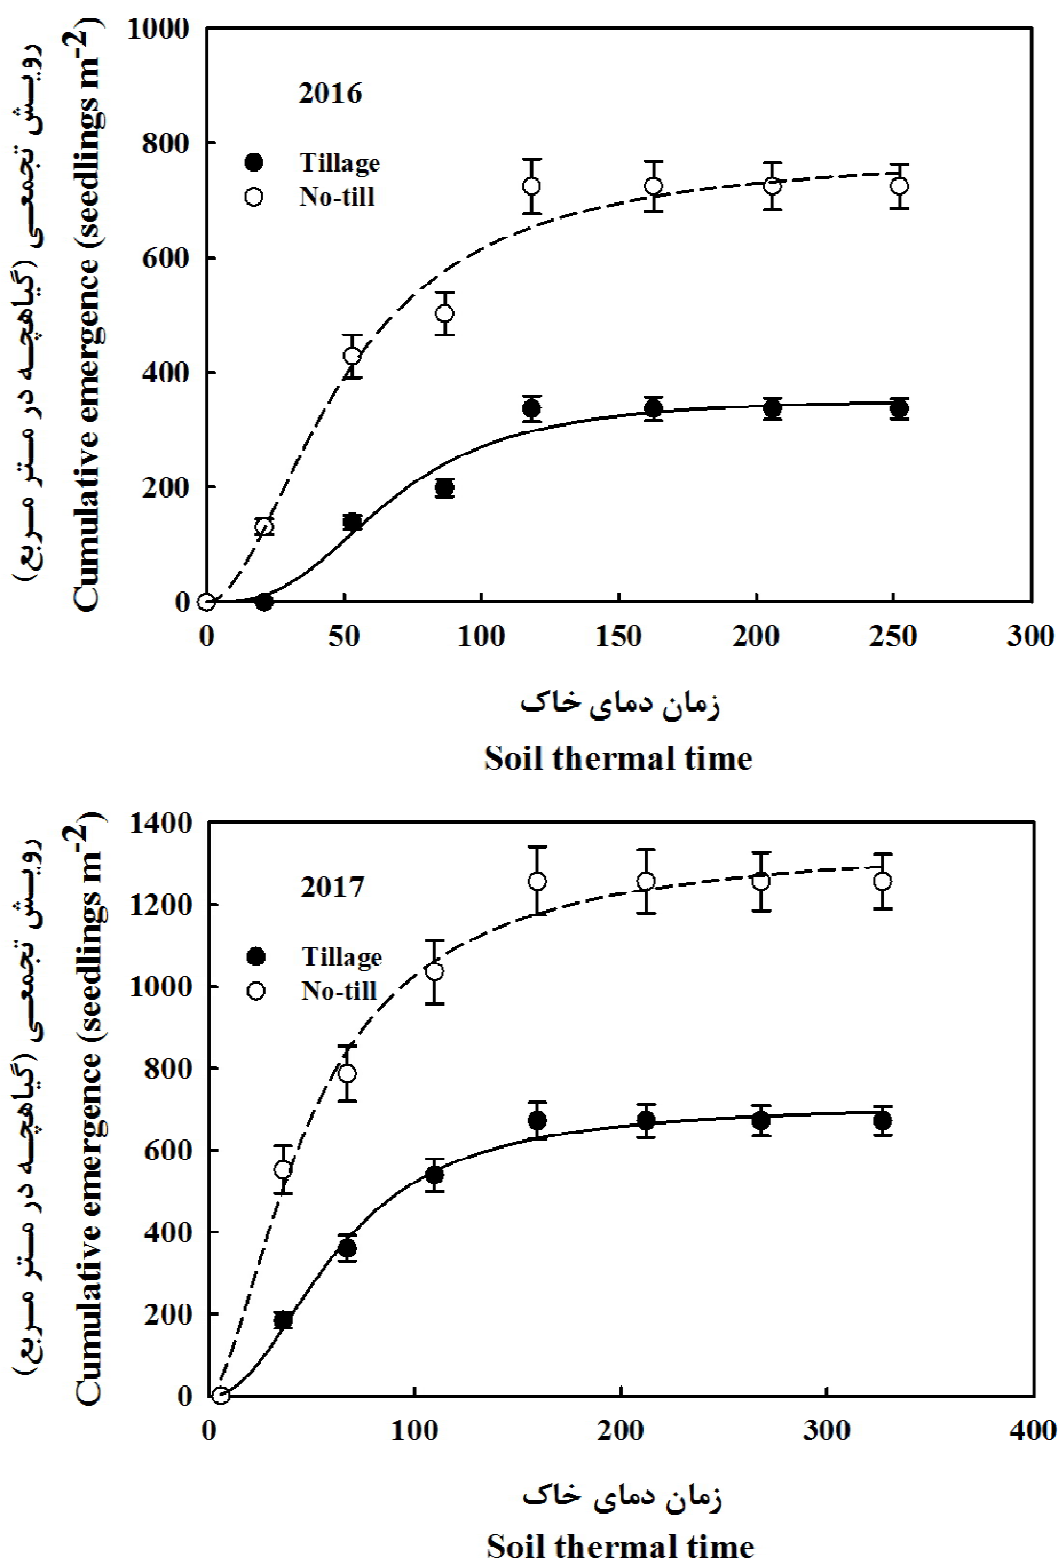 رویش تجمعی (گیاهچه در متر مربع)
Cumulative emergence (seedlings m-2)
1000
800
600
400
200
0
2016
Tillage
No-till
0 50 100 150 200 250 300
زمان دمای خاک
Soil thermal time
رویش تجمعی (گیاهچه در متر مربع)
Cumulative emergence (seedlings m-2)
1400
1200
1000
800
600
400
200
0
2017
Tillage
No-till
0 100 200 300 400
زمان دمای خاک
Soil thermal time